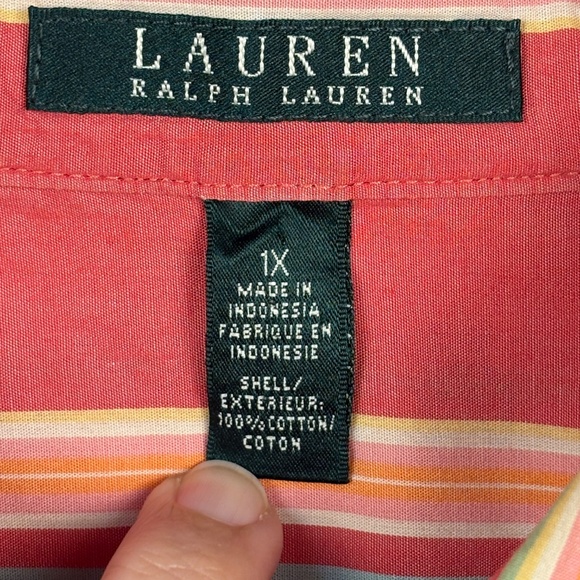 LAUREN
RALPH LAUREN
1X
MADE IN
INDONESIA
FABRIQUE EN
INDONESIE
SHELL/
EXTERIEUR:
100%COTTON/
COTON